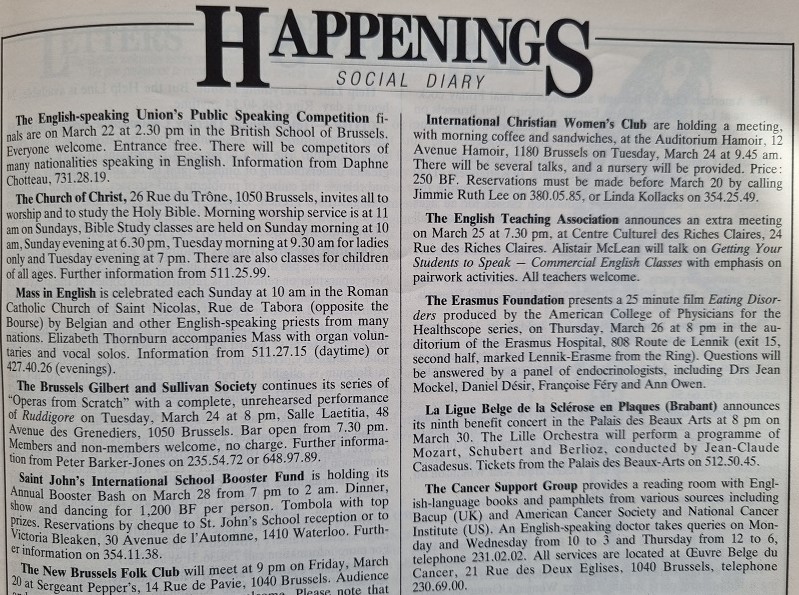 HAPPENINGS
SOCIAL DIARY
The English-speaking Union's Public Speaking Competition fi-
nals are on March 22 at 2.30 pm in the British School of Brussels.
Everyone welcome. Entrance free. There will be competitors of
many nationalities speaking in English. Information from Daphne
Chotteau, 731.28.19.
The Church of Christ, 26 Rue du Trône, 1050 Brussels, invites all to
worship and to study the Holy Bible. Morning worship service is at 11
am on Sundays, Bible Study classes are held on Sunday morning at 10
am, Sunday evening at 6.30 pm, Tuesday morning at 9.30 am for ladies
only and Tuesday evening at 7 pm. There are also classes for children
of all ages. Further information from 511.25.99.
Mass in English is celebrated each Sunday at 10 am in the Roman
Catholic Church of Saint Nicolas, Rue de Tabora (opposite the
Bourse) by Belgian and other English-speaking priests from many
nations. Elizabeth Thornburn accompanies Mass with organ volun-
taries and vocal solos. Information from 511.27.15 (daytime) or
427.40.26 (evenings).
The Brussels Gilbert and Sullivan Society continues its series of
"Operas from Scratch" with a complete, unrehearsed performance
of Ruddigore on Tuesday, March 24 at 8 pm, Salle Laetitia, 48
Avenue des Grenediers, 1050 Brussels. Bar open from 7.30 pm.
Members and non-members welcome, no charge. Further informa-
tion from Peter Barker-Jones on 235.54.72 or 648.97.89.
Saint John's International School Booster Fund is holding its
Annual Booster Bash on March 28 from 7 pm to 2 am. Dinner,
show and dancing for 1,200 BF per person. Tombola with top
prizes. Reservations by cheque to St. John's School reception or to
Victoria Bleaken, 30 Avenue de l'Automne, 1410 Waterloo. Furth-
er information on 354.11.38.
The New Brussels Folk Club will meet at 9 pm on Friday, March
20 at Sergeant Pepper's, 14 Rue de Pavie, 1040 Brussels. Audience
Please note that
International Christian Women's Club are holding a meeting,
with morning coffee and sandwiches, at the Auditorium Hamoir, 12
Avenue Hamoir, 1180 Brussels on Tuesday, March 24 at 9.45 am.
There will be several talks, and a nursery will be provided. Price:
250 BF. Reservations must be made before March 20 by calling
Jimmie Ruth Lee on 380.05.85, or Linda Kollacks on 354.25.49.
The English Teaching Association announces an extra meeting
on March 25 at 7.30 pm, at Centre Culturel des Riches Claires, 24
Rue des Riches Claires. Alistair McLean will talk on Getting Your
Students to Speak — Commercial English Classes with emphasis on
pairwork activities. All teachers welcome.
The Erasmus Foundation presents a 25 minute film Eating Disor-
ders produced by the American College of Physicians for the
Healthscope series, on Thursday, March 26 at 8 pm in the au-
ditorium of the Erasmus Hospital, 808 Route de Lennik (exit 15,
second half, marked Lennik-Erasme from the Ring). Questions will
be answered by a panel of endocrinologists, including Drs Jean
Mockel, Daniel Désir, Françoise Féry and Ann Owen.
La Ligue Belge de la Sclérose en Plaques (Brabant) announces
its ninth benefit concert in the Palais des Beaux Arts at 8 pm on
March 30. The Lille Orchestra will perform a programme of
Mozart, Schubert and Berlioz, conducted by Jean-Claude
Casadesus. Tickets from the Palais des Beaux-Arts on 512.50.45.
The Cancer Support Group provides a reading room with Engl-
ish-language books and pamphlets from various sources including
Bacup (UK) and American Cancer Society and National Cancer
Institute (US). An English-speaking doctor takes queries on Mon-
day and Wednesday from 10 to 3 and Thursday from 12 to 6,
telephone 231.02.02. All services are located at Œuvre Belge du
Cancer, 21 Rue des Deux Eglises, 1040 Brussels, telephone
230.69.00.